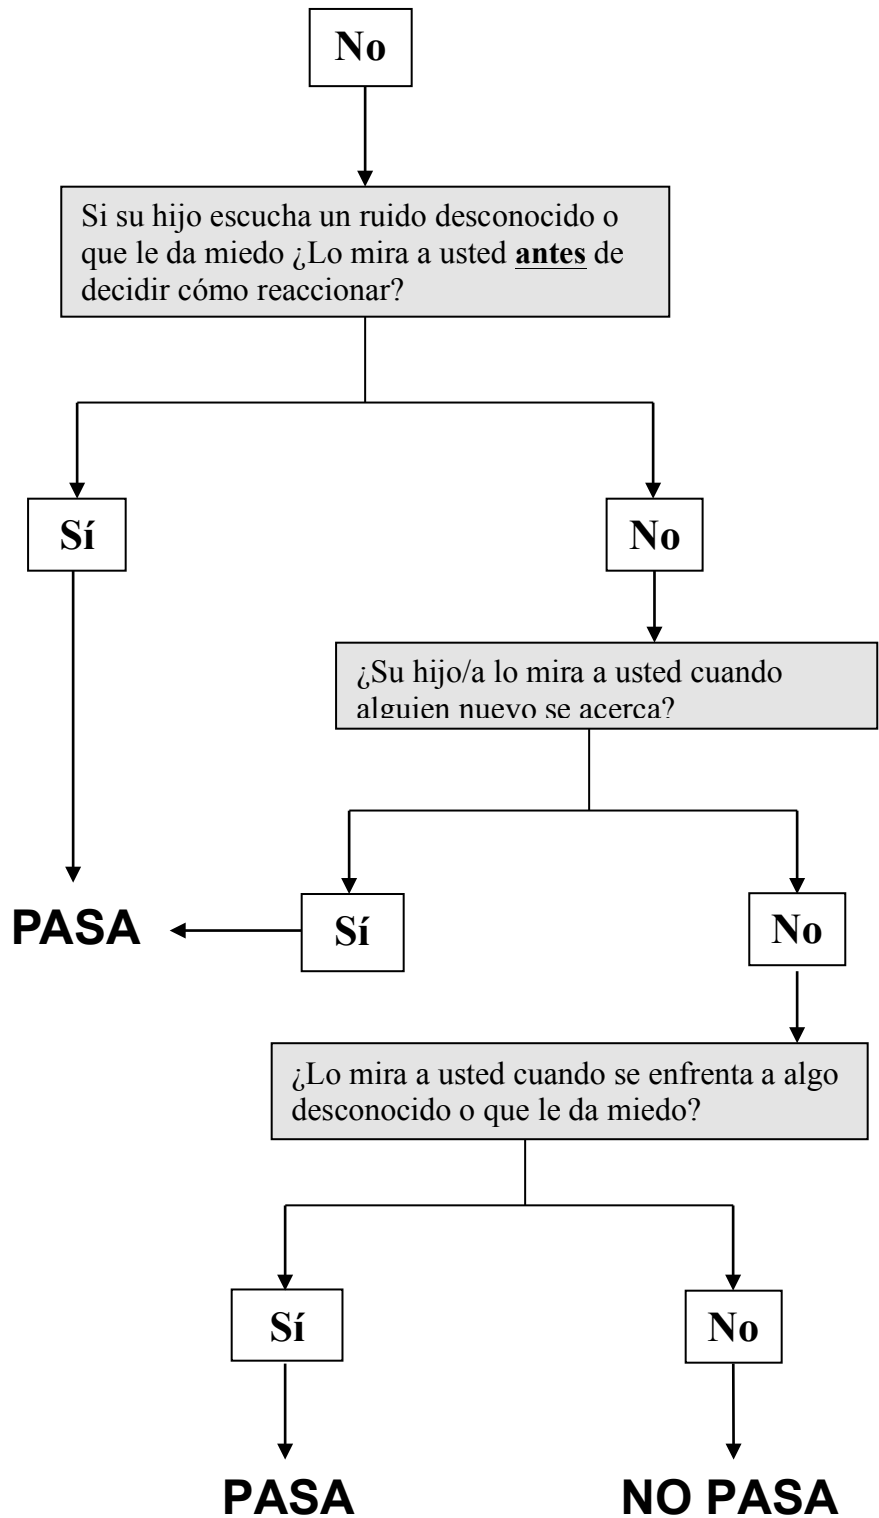 No
Si su hijo escucha un ruido desconocido o
que le da miedo ¿Lo mira a usted antes de
decidir cómo reaccionar?
Sí
No
¿Su hijo/a lo mira a usted cuando
alguien nuevo se acerca?
PASA
Sí
No
¿Lo mira a usted cuando se enfrenta a algo
desconocido o que le da miedo?
Sí
No
PASA
NO PASA